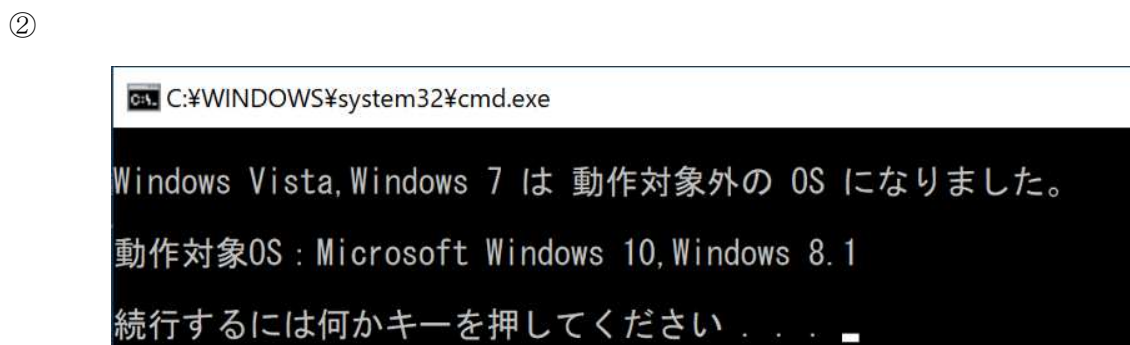 ②
C:¥WINDOWS¥system32¥cmd.exe
Windows Vista,Windows 7 は 動作対象外の OS になりました。
動作対象OS：Microsoft Windows 10,Windows 8.1
続行するには何かキーを押してください . . .